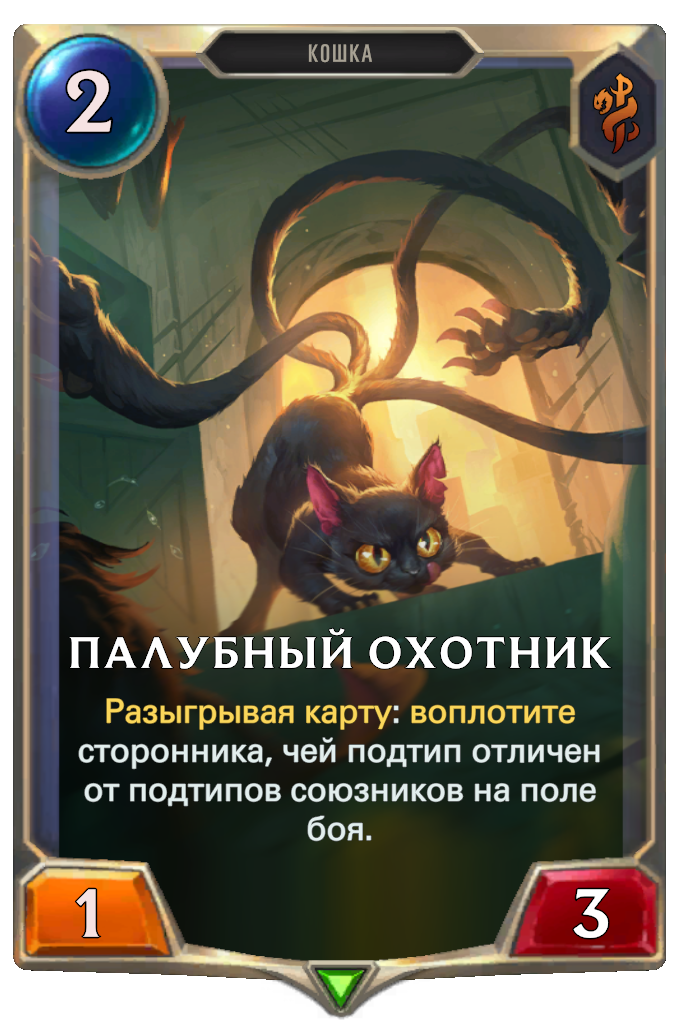 2
КОШКА
ПАЛУБНЫЙ ОХОТНИК
Разыгрывая карту: воплотите
сторонника, чей подтип отличен
от подтипов союзников на поле
боя.
1
3